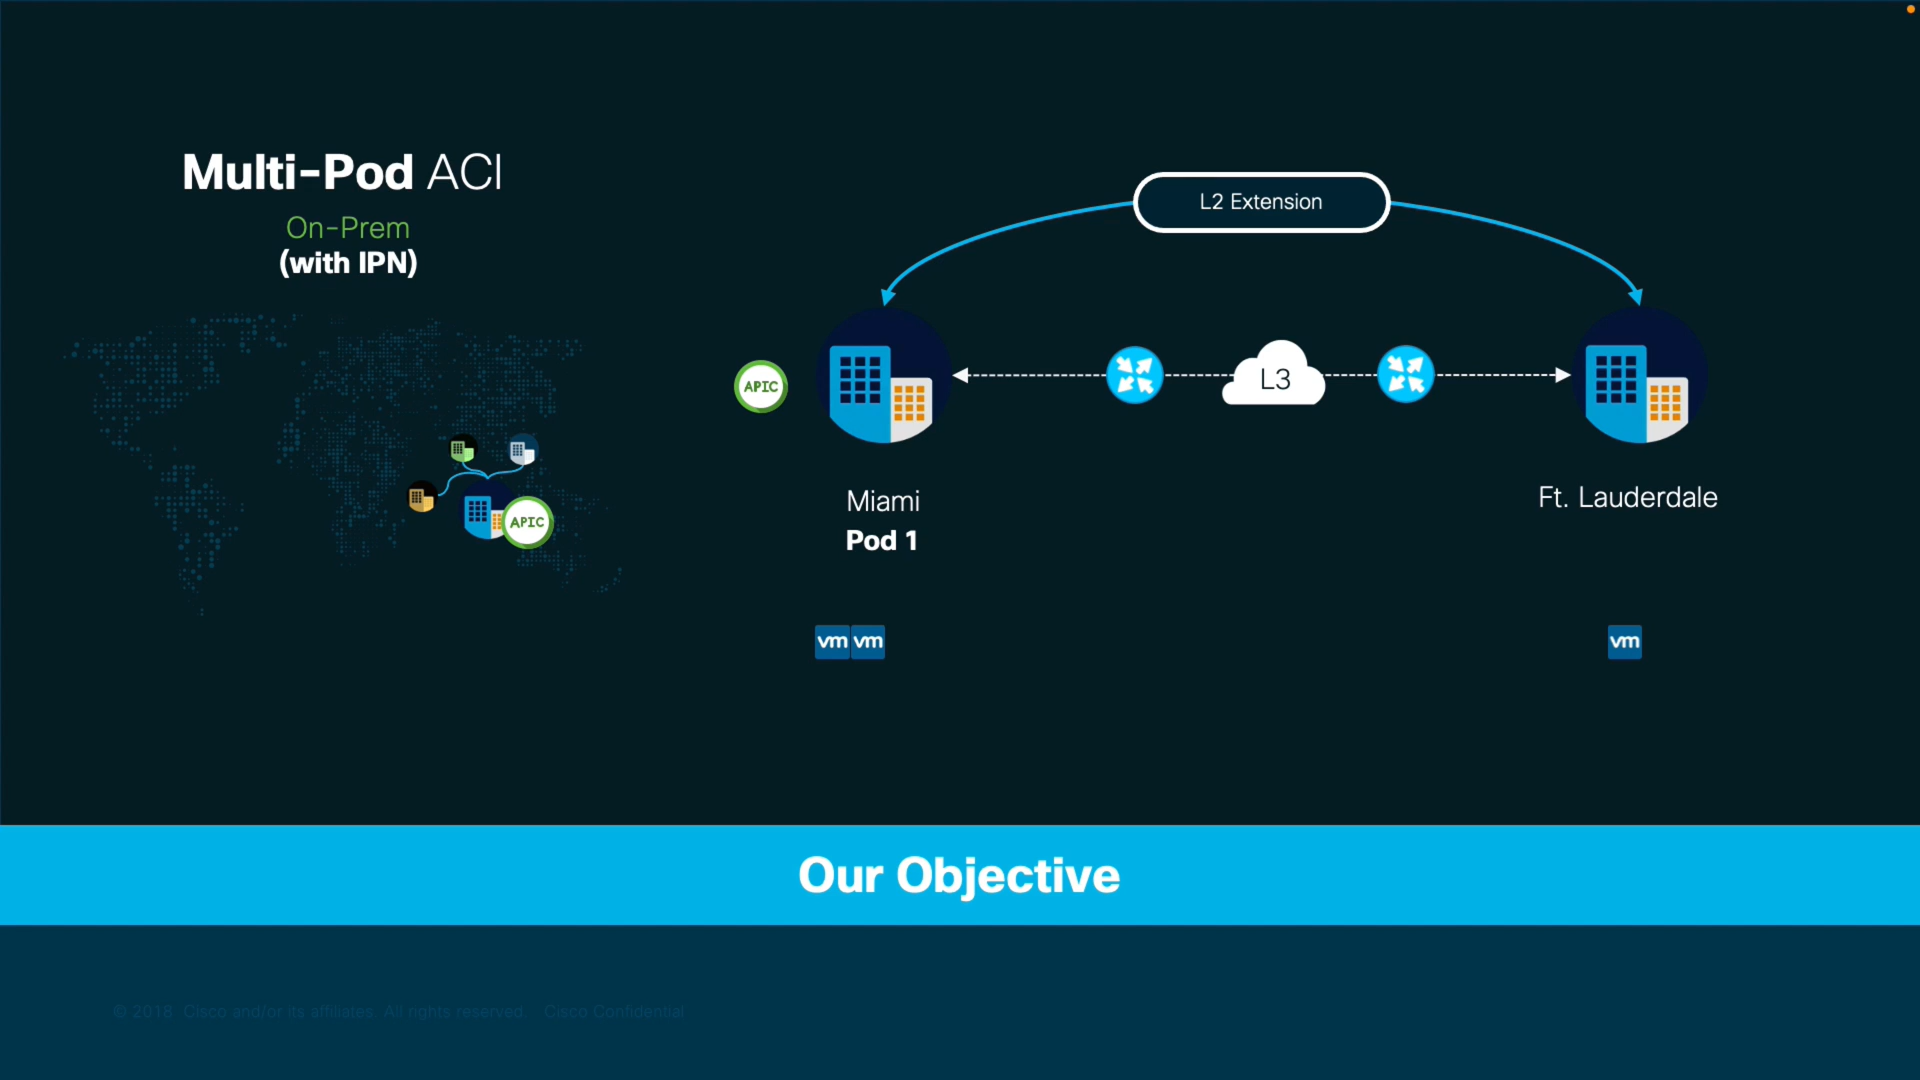 Multi-Pod ACI
On-Prem
(with IPN)
APIC
L2 Extension
APIC
L3
Miami
Pod 1
Ft. Lauderdale
vm vm
vm
Our Objective
© 2018 Cisco and/or its affiliates. All rights reserved. Cisco Confidential